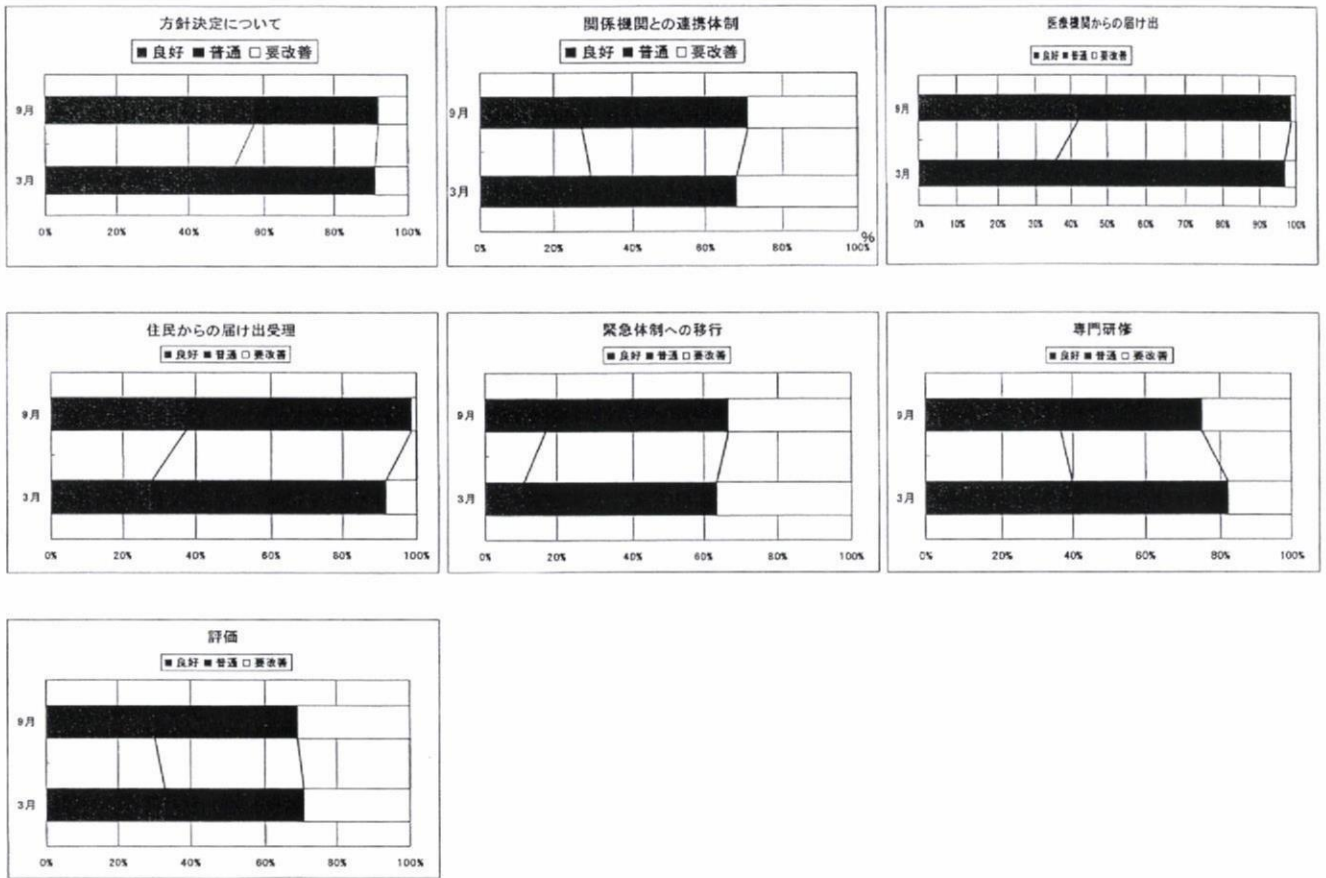 方針決定について
■ 良好 ■ 普通 □ 要改善
9月
3月
0% 20% 40% 60% 80% 100%
関係機関との連携体制
■ 良好 ■ 普通 □ 要改善
9月
3月
0% 20% 40% 60% 80% 100%
%
医療機関からの届け出
■ 良好 ■ 普通 □ 要改善
9月
3月
0% 10% 20% 30% 40% 50% 60% 70% 80% 90% 100%
住民からの届け出受理
■ 良好 ■ 普通 □ 要改善
9月
3月
0% 20% 40% 60% 80% 100%
緊急体制への移行
■ 良好 ■ 普通 □ 要改善
9月
3月
0% 20% 40% 60% 80% 100%
専門研修
■ 良好 ■ 普通 □ 要改善
9月
3月
0% 20% 40% 60% 80% 100%
評価
■ 良好 ■ 普通 □ 要改善
9月
3月
0% 20% 40% 60% 80% 100%